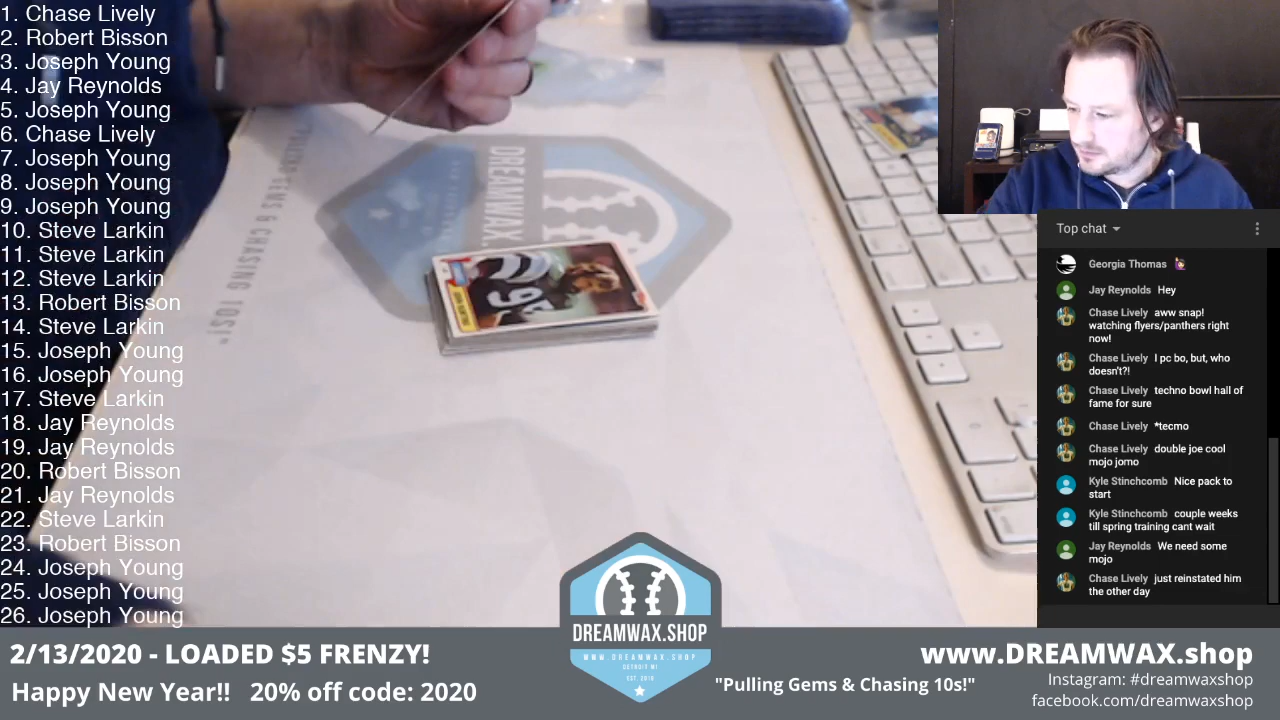 1. Chase Lively
2. Robert Bisson
3. Joseph Young
4. Jay Reynolds
5. Joseph Young
6. Chase Lively
7. Joseph Young
8. Joseph Young
9. Joseph Young
10. Steve Larkin
11. Steve Larkin
12. Steve Larkin
13. Robert Bisson
14. Steve Larkin
15. Joseph Young
16. Joseph Young
17. Steve Larkin
18. Jay Reynolds
19. Jay Reynolds
20. Robert Bisson
21. Jay Reynolds
22. Steve Larkin
23. Robert Bisson
24. Joseph Young
25. Joseph Young
26. Joseph Young
DREAMWAX.
& CHASING 10S!"
96
Top chat
Georgia Thomas
Jay Reynolds Hey
Chase Lively aww snap!
watching flyers/panthers right
now!
Chase Lively I pc bo, but, who
doesn't?!
Chase Lively techno bowl hall of
fame for sure
Chase Lively *tecmo
Chase Lively double joe cool
mojo jomo
Kyle Stinchcomb Nice pack to
start
Kyle Stinchcomb couple weeks
till spring training cant wait
Jay Reynolds We need some
mojo
Chase Lively just reinstated him
the other day
2/13/2020 - LOADED $5 FRENZY!
Happy New Year!! 20% off code: 2020
DREAMWAX.SHOP
WWW.DREAMWAX.SHOP
DETROIT MI
EST. 2019
"Pulling Gems & Chasing 10s!"
www.DREAMWAX.shop
Instagram: #dreamwaxshop
facebook.com/dreamwaxshop